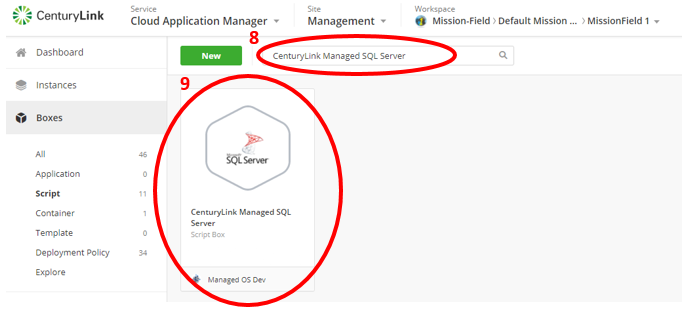 CenturyLink
Service
Cloud Application Manager
Site
Management
Workspace
Mission-Field > Default Mission ... > MissionField 1
8
Dashboard
New
CenturyLink Managed SQL Server
9
Instances
Boxes
All 46
Application 0
Script 11
Container 1
Template 0
Deployment Policy 34
Explore
Microsoft
SQL Server
CenturyLink Managed SQL
Server
Script Box
Managed OS Dev